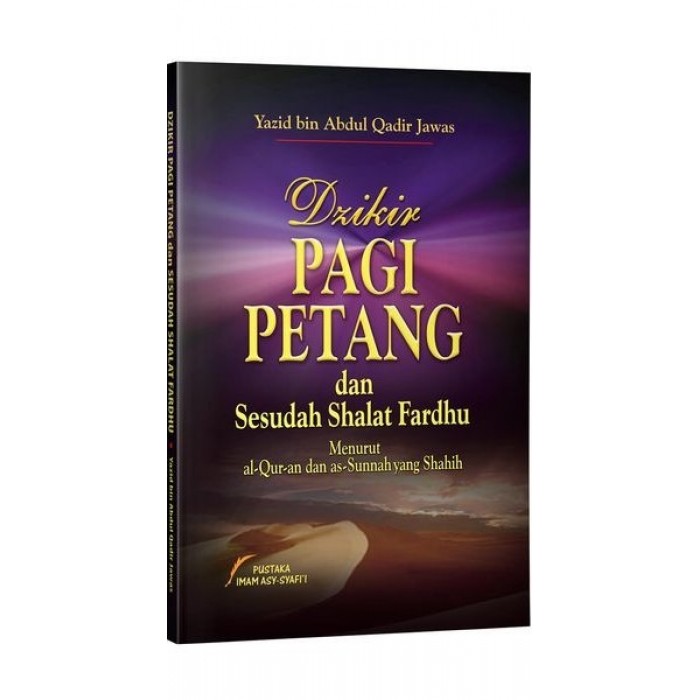 Yazid bin Abdul Qadir Jawas
Dzikir
PAGI
PETANG
dan
Sesudah Shalat Fardhu
Menurut
al-Qur-an dan as-Sunnah yang Shahih
PUSTAKA
IMAM ASY-SYAFI'I
DZIKIR PAGI PETANG dan SESUDAH SHALAT FARDHU • Yazid bin Abdul Qadir Jawas